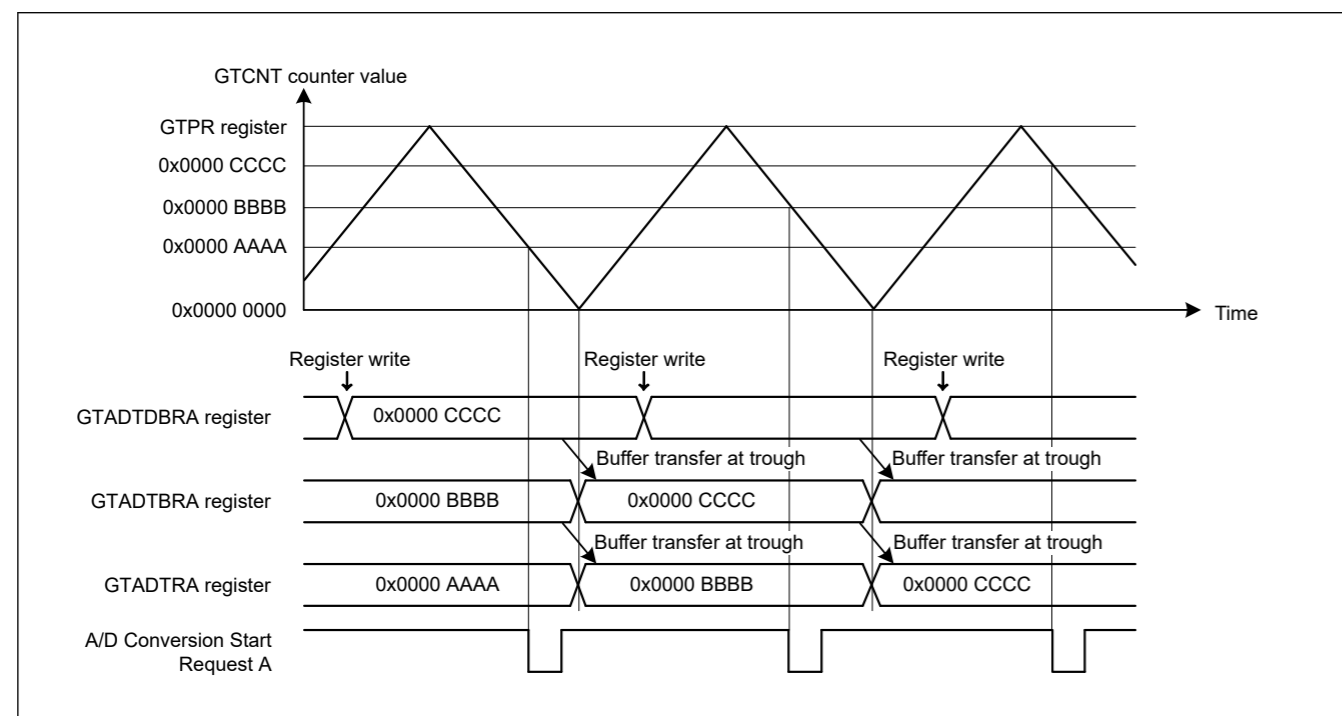 GTCNT counter value
GTPR register
0x0000 CCCC
0x0000 BBBB
0x0000 AAAA
0x0000 0000
Time
Register write
Register write
Register write
GTADTDBRA register
0x0000 CCCC
Buffer transfer at trough
Buffer transfer at trough
GTADTBRA register
0x0000 BBBB
0x0000 CCCC
Buffer transfer at trough
Buffer transfer at trough
GTADTRA register
0x0000 AAAA
0x0000 BBBB
0x0000 CCCC
A/D Conversion Start
Request A